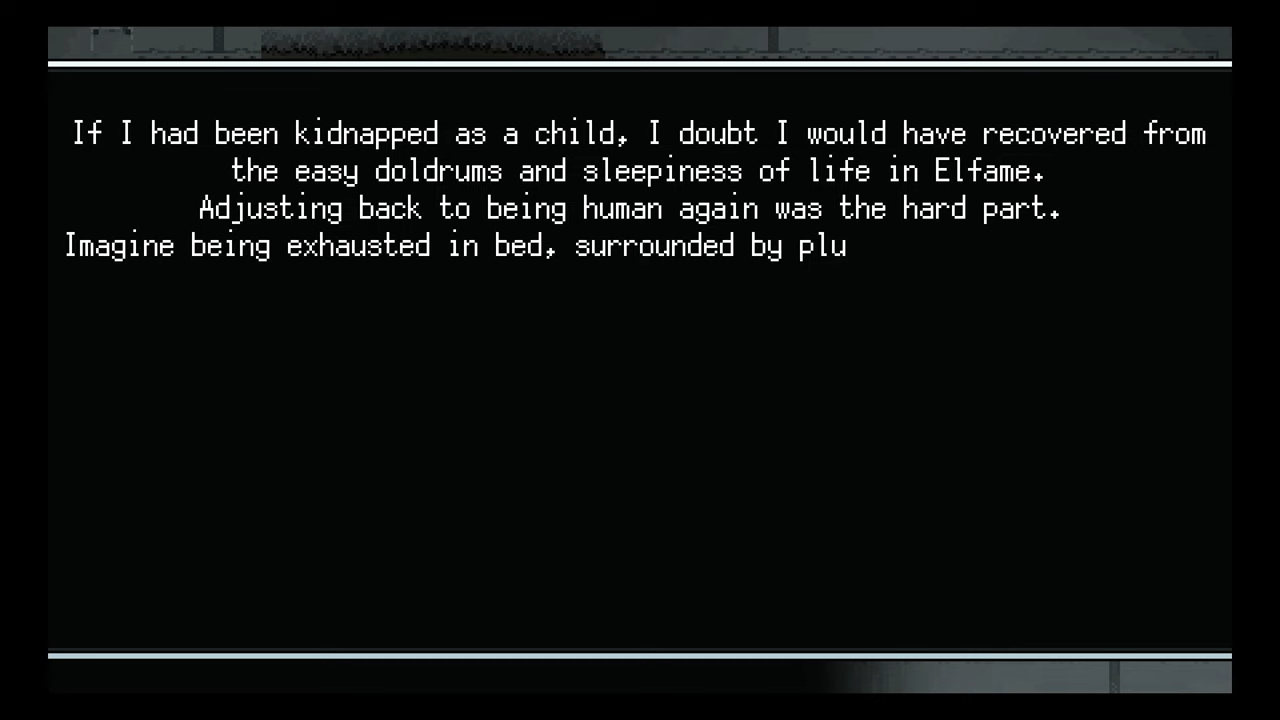 If I had been kidnapped as a child, I doubt I would have recovered from
the easy doldrums and sleepiness of life in Elfame.
Adjusting back to being human again was the hard part.
Imagine being exhausted in bed, surrounded by plu